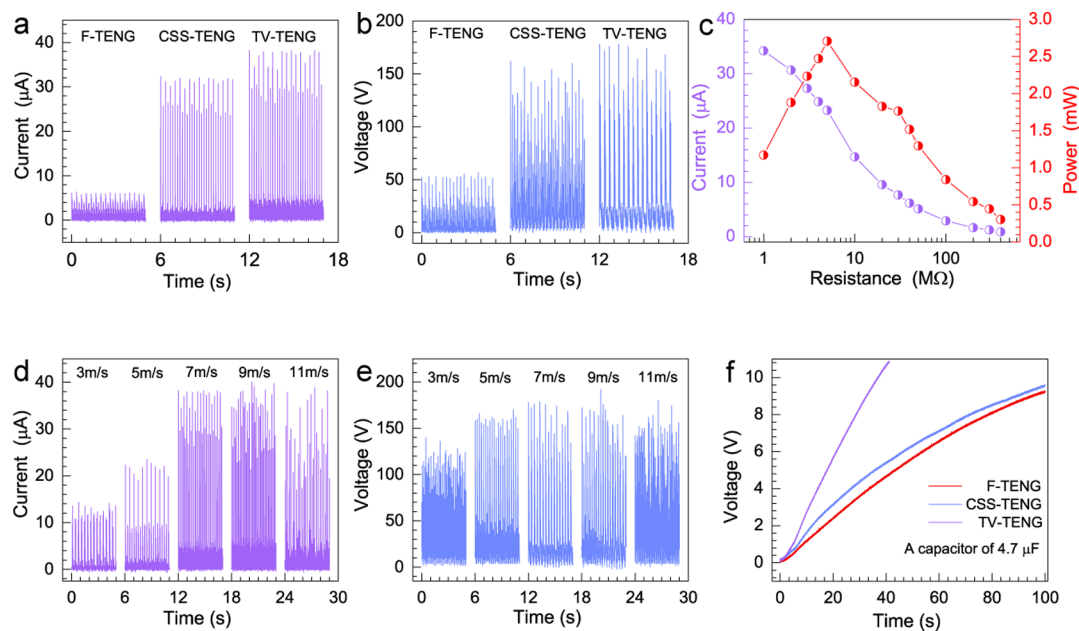 a
F-TENG CSS-TENG TV-TENG
Current (μA)
40
30
20
10
0
0 6 12 18
Time (s)
b
F-TENG CSS-TENG TV-TENG
Voltage (V)
200
150
100
50
0
0 6 12 18
Time (s)
c
Current (μA)
40
30
20
10
0
Power (mW)
3.0
2.5
2.0
1.5
1.0
0.5
0.0
1 10 100
Resistance (MΩ)
d
3m/s 5m/s 7m/s 9m/s 11m/s
Current (μA)
40
30
20
10
0
0 6 12 18 24 30
Time (s)
e
3m/s 5m/s 7m/s 9m/s 11m/s
Voltage (V)
200
150
100
50
0
0 6 12 18 24 30
Time (s)
f
Voltage (V)
10
8
6
4
2
0
F-TENG
CSS-TENG
TV-TENG
A capacitor of 4.7 μF
0 20 40 60 80 100
Time (s)